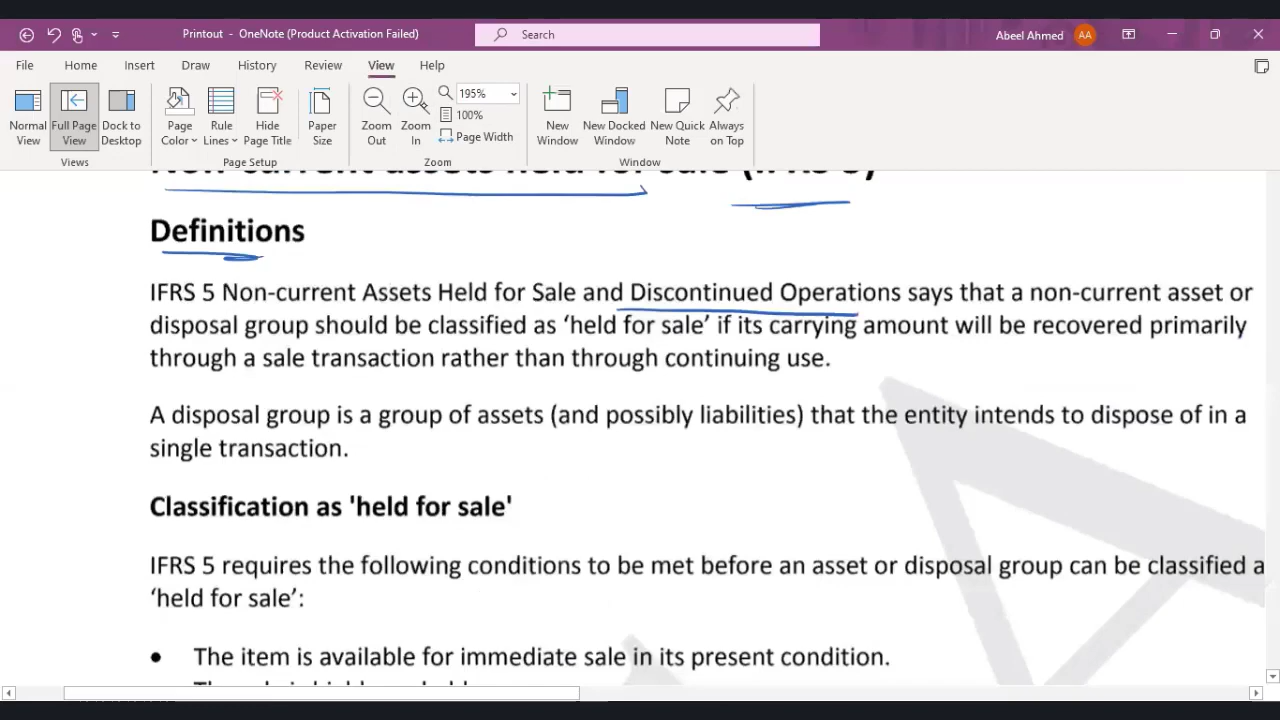 Printout - OneNote (Product Activation Failed)
Search
Abeel Ahmed AA
File Home Insert Draw History Review View Help
Normal View
Full Page View
Dock to Desktop
Page Color
Rule Lines
Hide Page Title
Paper Size
Zoom Out
Zoom In
195%
100%
Page Width
New Window
New Docked Window
New Quick Note
Always on Top
Views Page Setup Zoom Window
Non-current assets held for sale (IFRS 5)
Definitions
IFRS 5 Non-current Assets Held for Sale and Discontinued Operations says that a non-current asset or
disposal group should be classified as ‘held for sale’ if its carrying amount will be recovered primarily
through a sale transaction rather than through continuing use.
A disposal group is a group of assets (and possibly liabilities) that the entity intends to dispose of in a
single transaction.
Classification as 'held for sale'
IFRS 5 requires the following conditions to be met before an asset or disposal group can be classified a
‘held for sale’:
• The item is available for immediate sale in its present condition.